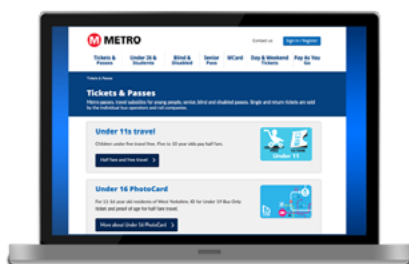 M METRO
Contact us
Sign in / Register
Tickets & Passes
Under 26 & Students
Blind & Disabled
Senior Pass
MCard
Day & Weekend Tickets
Pay As You Go
Tickets & Passes
Tickets & Passes
Metro passes, travel subsidies for young people, senior, blind and disabled passes. Single and return tickets are sold
by the individual bus operators and rail companies.
Under 11s travel
Children under five travel free. Five to 10 year olds pay half fare.
Half fare and free travel >
Under 11
Under 16 PhotoCard
For 11-16 year old residents of West Yorkshire. ID for Under 19 Bus Only
ticket and proof of age for half fare travel.
More about Under 16 PhotoCard >